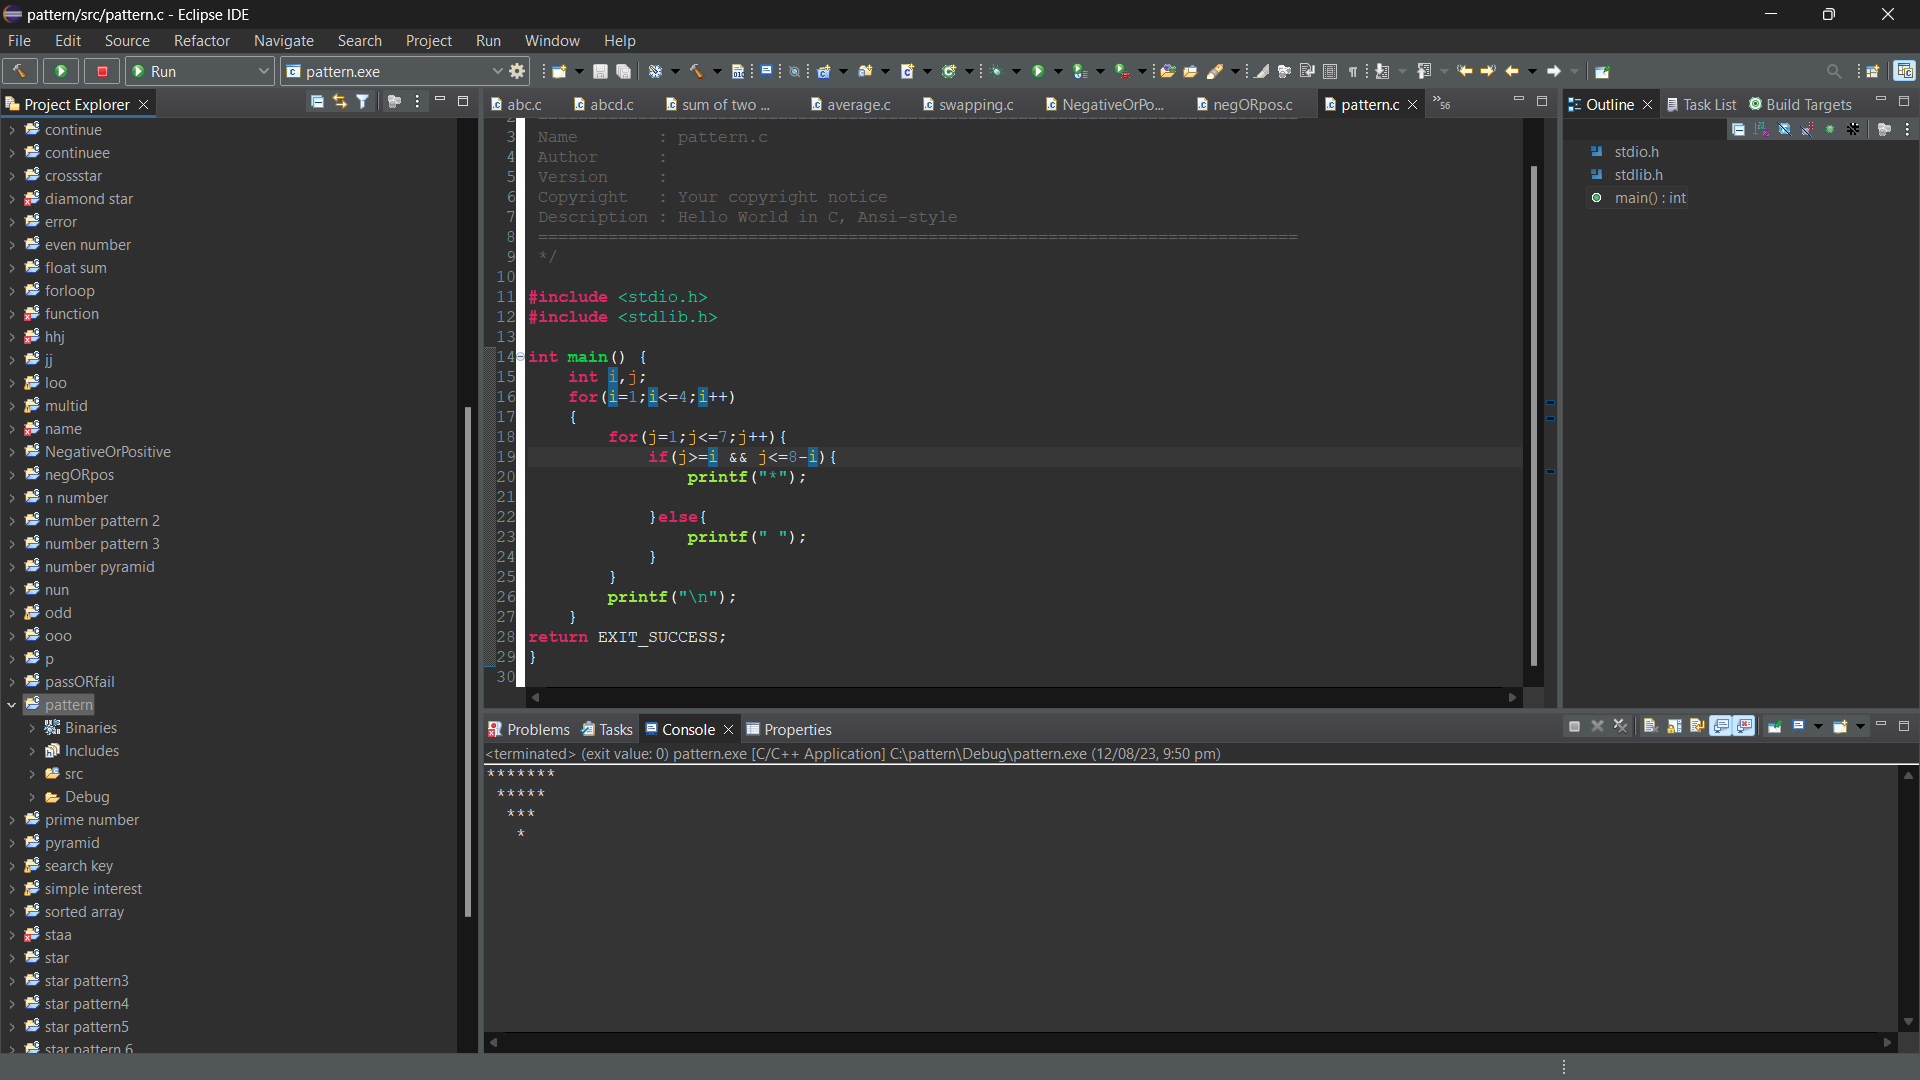 pattern/src/pattern.c - Eclipse IDE
File Edit Source Refactor Navigate Search Project Run Window Help
Run
pattern.exe
Project Explorer
continue
continuee
crossstar
diamond star
error
even number
float sum
forloop
function
hhj
jj
loo
multid
name
NegativeOrPositive
negORpos
n number
number pattern 2
number pattern 3
number pyramid
nun
odd
ooo
p
passORfail
pattern
Binaries
Includes
src
Debug
prime number
pyramid
search key
simple interest
sorted array
staa
star
star pattern3
star pattern4
star pattern5
star pattern 6
abc.c abcd.c sum of two ... average.c swapping.c NegativeOrPo... negORpos.c pattern.c »56
2 ============================================================================
3 Name : pattern.c
4 Author :
5 Version :
6 Copyright : Your copyright notice
7 Description : Hello World in C, Ansi-style
8 ============================================================================
9 */
10
11 #include <stdio.h>
12 #include <stdlib.h>
13
14 int main() {
15 int i,j;
16 for(i=1;i<=4;i++)
17 {
18 for(j=1;j<=7;j++){
19 if(j>=i && j<=8-i){
20 printf("*");
21
22 }else{
23 printf(" ");
24 }
25 }
26 printf("\n");
27 }
28 return EXIT_SUCCESS;
29 }
30
Outline Task List Build Targets
stdio.h
stdlib.h
main() : int
Problems Tasks Console Properties
<terminated> (exit value: 0) pattern.exe [C/C++ Application] C:\pattern\Debug\pattern.exe (12/08/23, 9:50 pm)
*******
*****
***
*